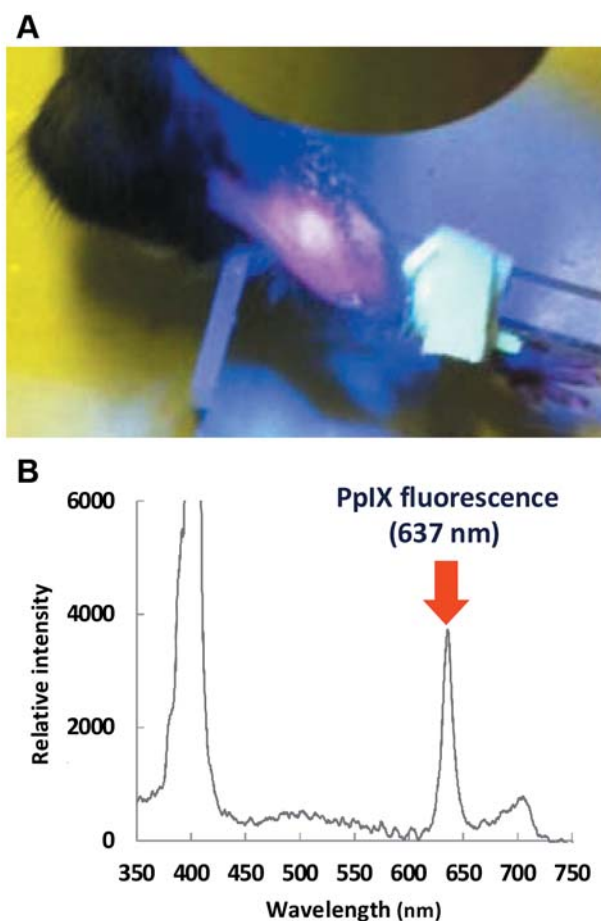 A
B
PpIX fluorescence
(637 nm)
6000
4000
2000
0
Relative intensity
350 400 450 500 550 600 650 700 750
Wavelength (nm)